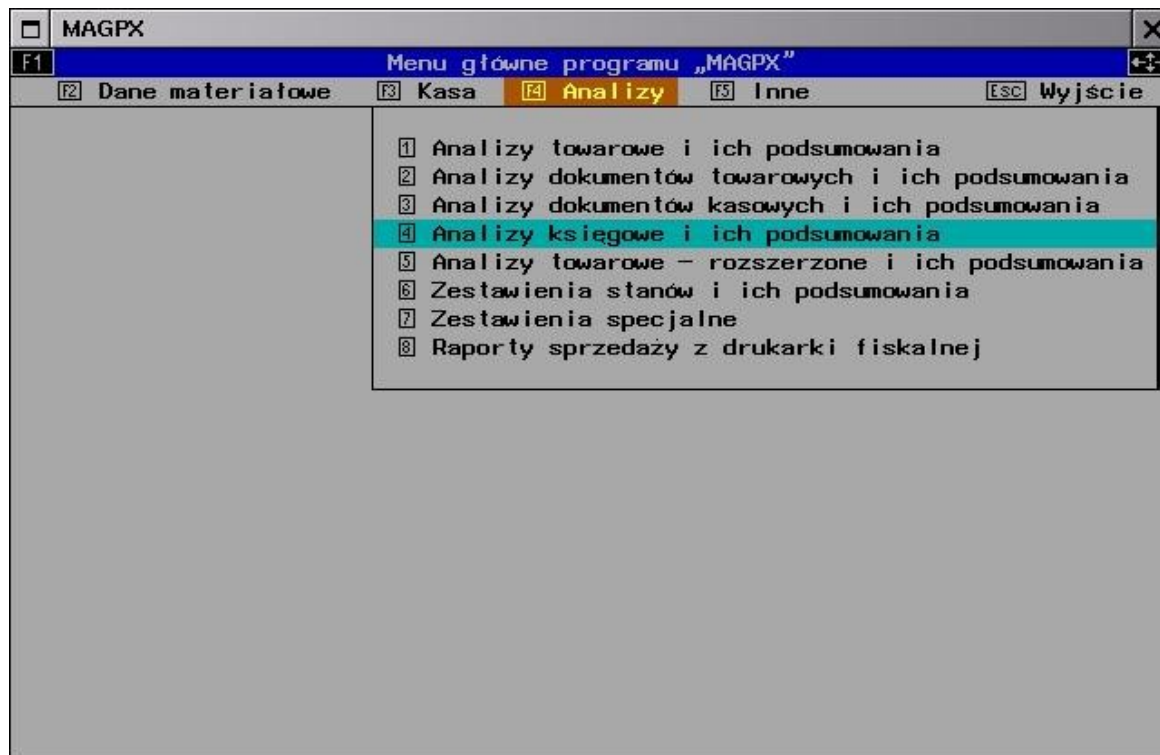 MAGPX
F1 Menu główne programu „MAGPX”
F2 Dane materiałowe F3 Kasa F4 Analizy F5 Inne ESC Wyjście
1 Analizy towarowe i ich podsumowania
2 Analizy dokumentów towarowych i ich podsumowania
3 Analizy dokumentów kasowych i ich podsumowania
4 Analizy księgowe i ich podsumowania
5 Analizy towarowe – rozszerzone i ich podsumowania
6 Zestawienia stanów i ich podsumowania
7 Zestawienia specjalne
8 Raporty sprzedaży z drukarki fiskalnej